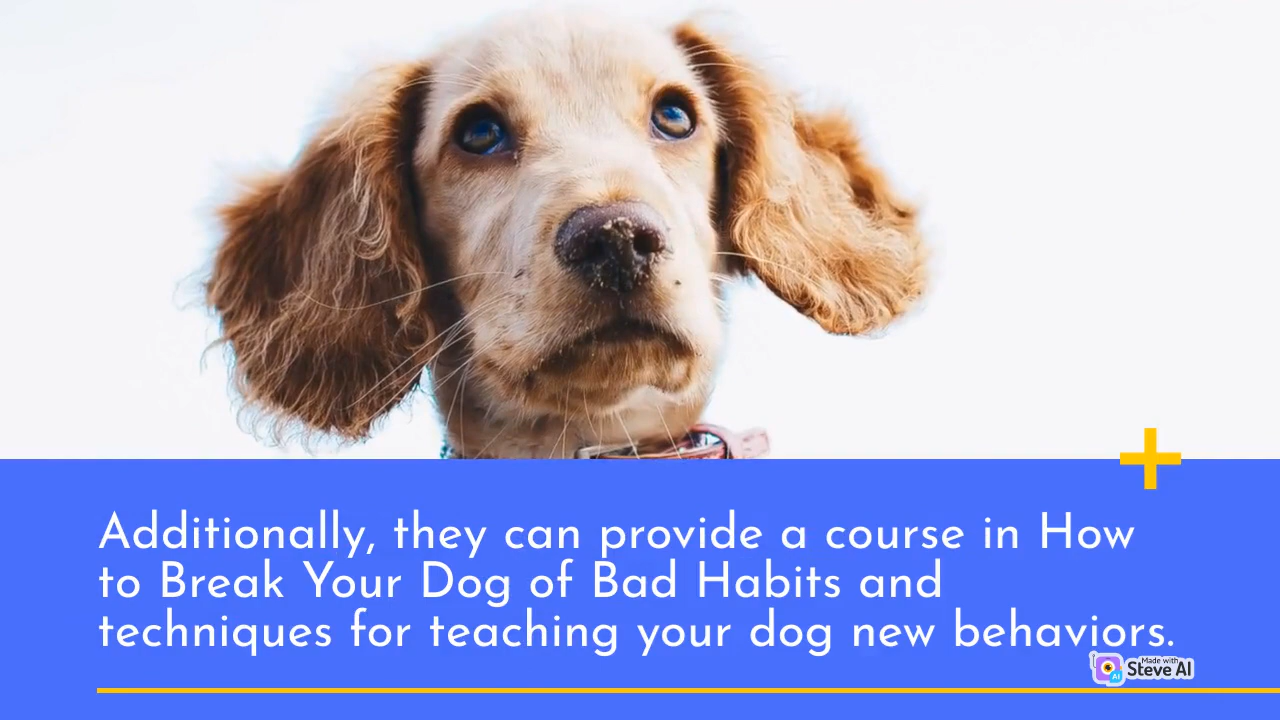 Additionally, they can provide a course in How
to Break Your Dog of Bad Habits and
techniques for teaching your dog new behaviors.
Made with
Steve AI
AI